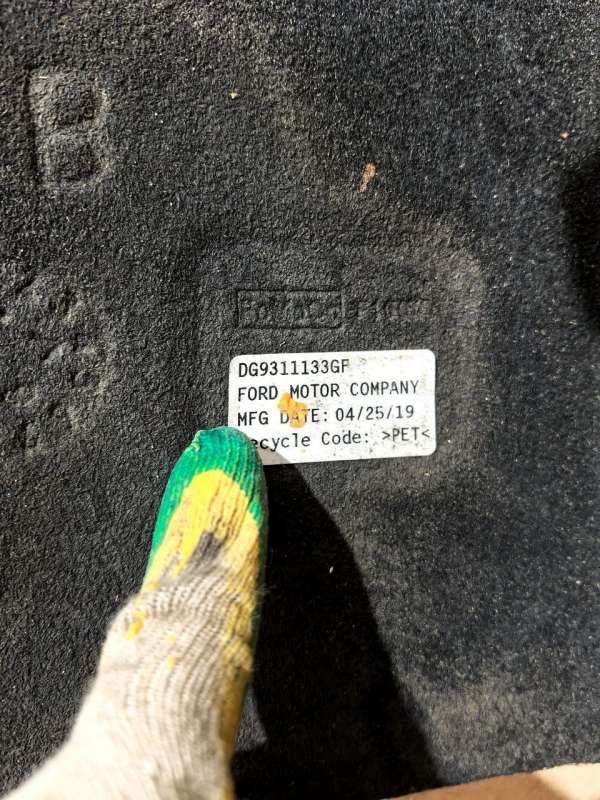 DG9311133GF
FORD MOTOR COMPANY
MFG DATE: 04/25/19
ecycle Code: >PET<